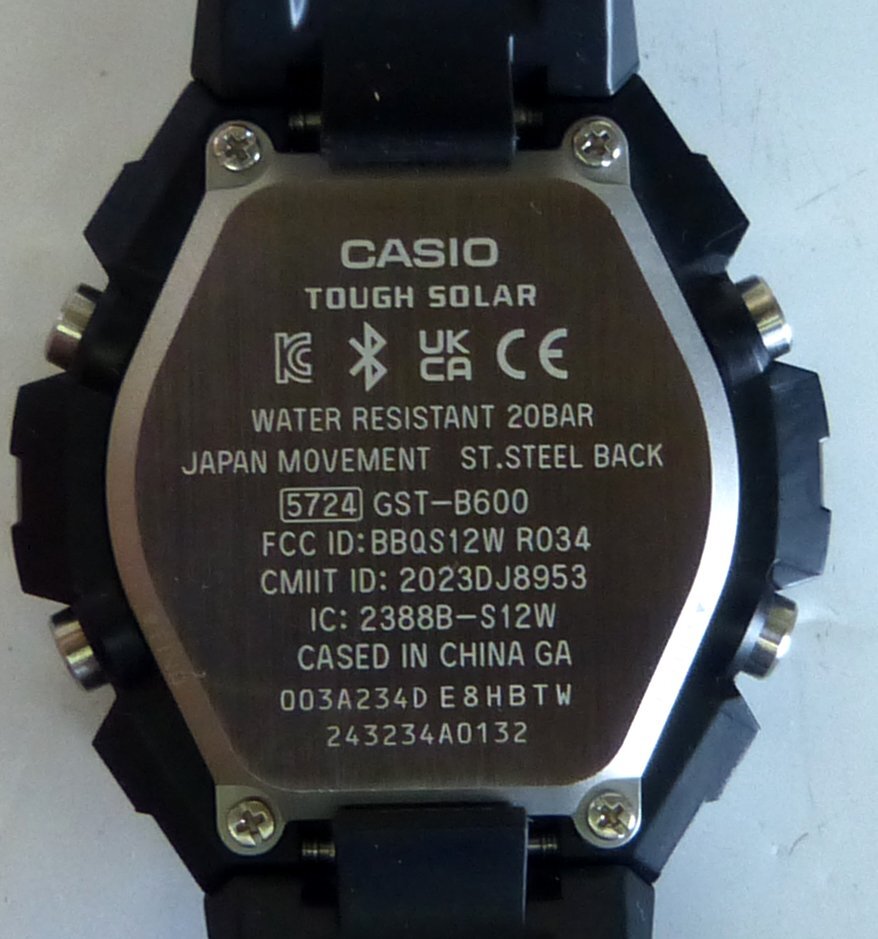 CASIO
TOUGH SOLAR
UK CA CE
WATER RESISTANT 20BAR
JAPAN MOVEMENT ST.STEEL BACK
5724 GST-B600
FCC ID:BBQS12W R034
CMIIT ID: 2023DJ8953
IC: 2388B-S12W
CASED IN CHINA GA
003A234D E8HBTW
243234A0132